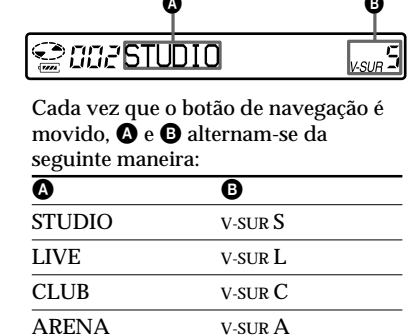 A B
002 STUDIO V-SUR S
Cada vez que o botão de navegação é
movido, A e B alternam-se da
seguinte maneira:
A B
STUDIO V-SUR S
LIVE V-SUR L
CLUB V-SUR C
ARENA V-SUR A